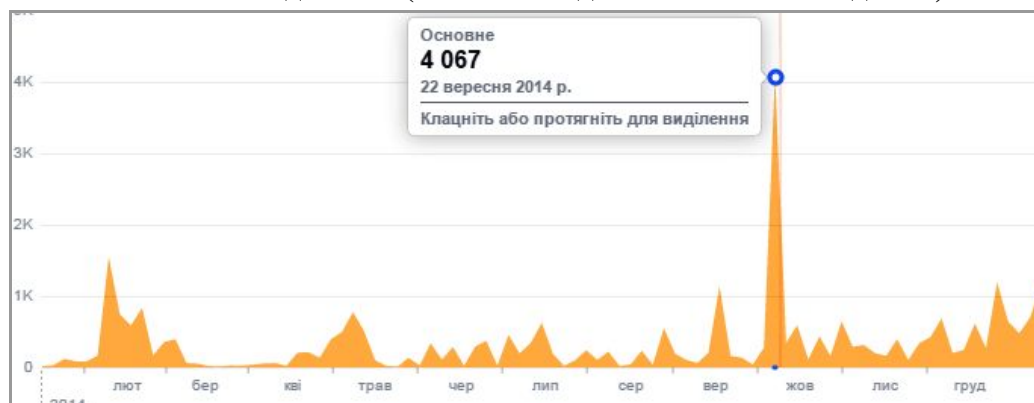 Основне
4 067
22 вересня 2014 р.
Клацніть або протягніть для виділення
4K
3K
2K
1K
0
лют бер кві трав чер лип сер вер жов лис груд
2014